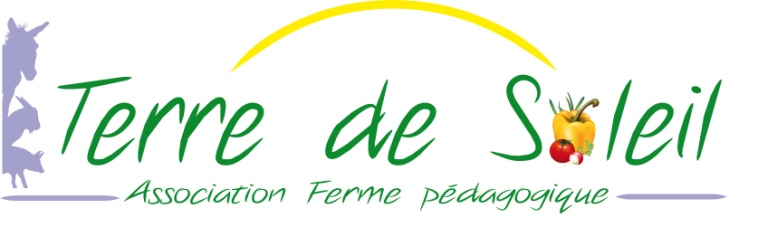 Terre de Soleil
Association Ferme pédagogique